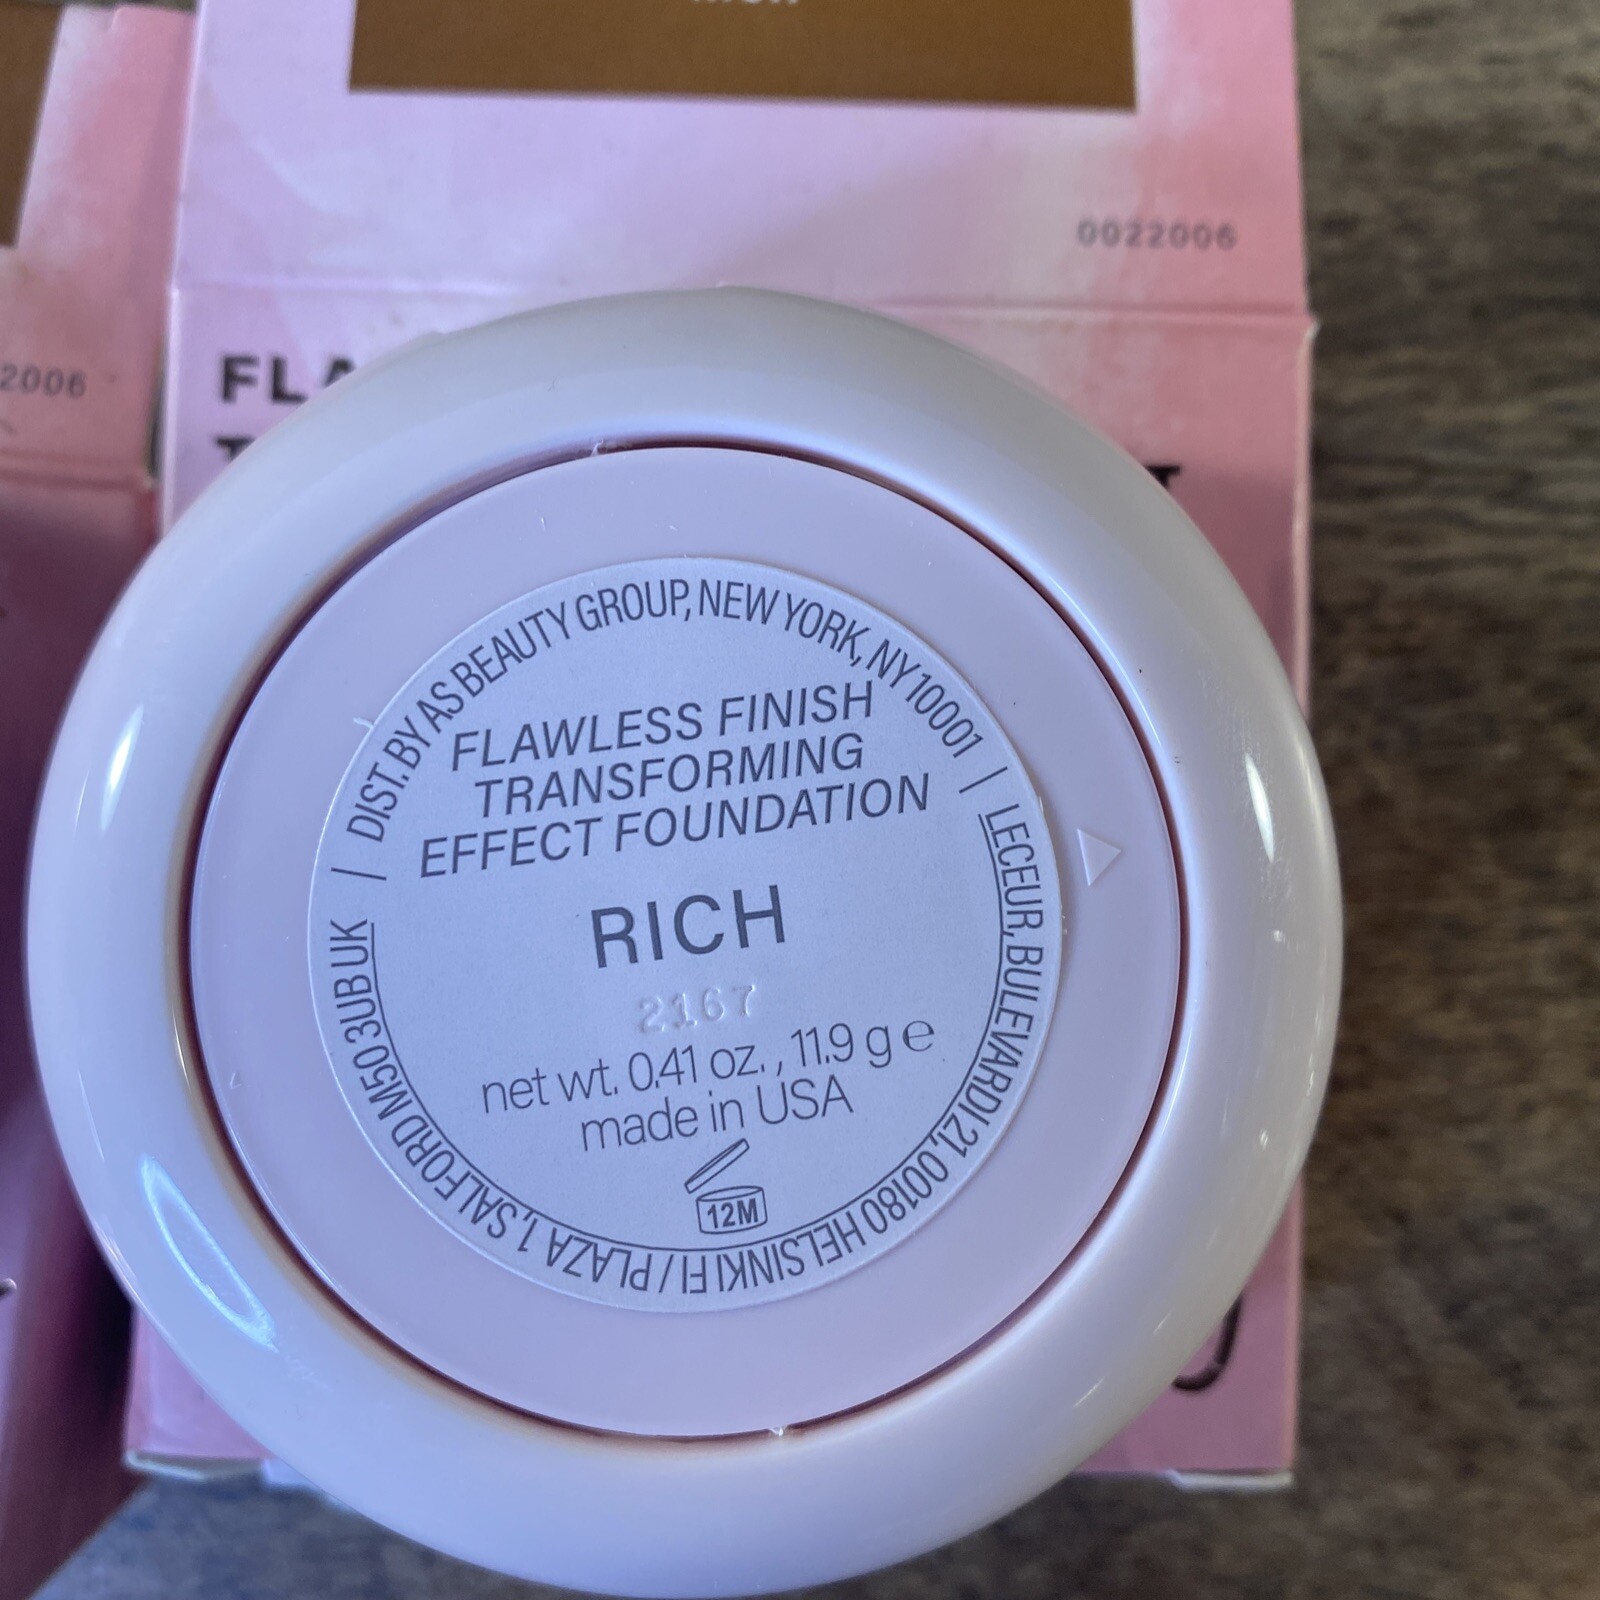 0022006
2006
FLA
DIST. BY AS BEAUTY GROUP, NEW YORK, NY 10001 | LECEUR, BULEVARDI 21, 00180 HELSINKI FI / PLAZA 1, SALFORD M50 3UB UK |
FLAWLESS FINISH
TRANSFORMING
EFFECT FOUNDATION
RICH
2167
net wt. 0.41 oz., 11.9 g ℮
made in USA
12M